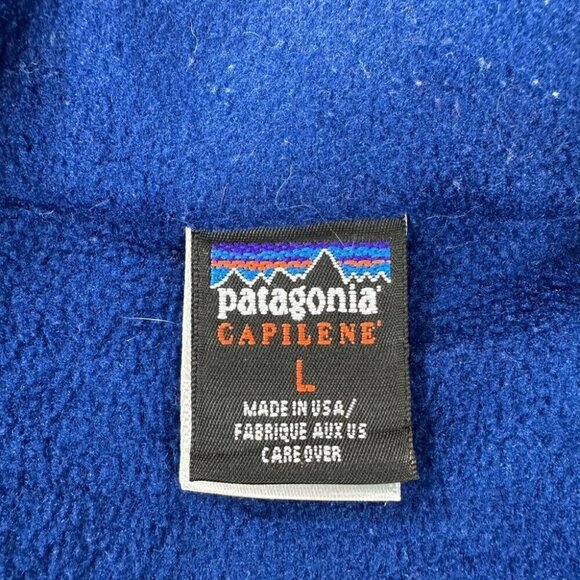 patagonia®
CAPILENE®
L
MADE IN USA/
FABRIQUE AUX US
CARE OVER